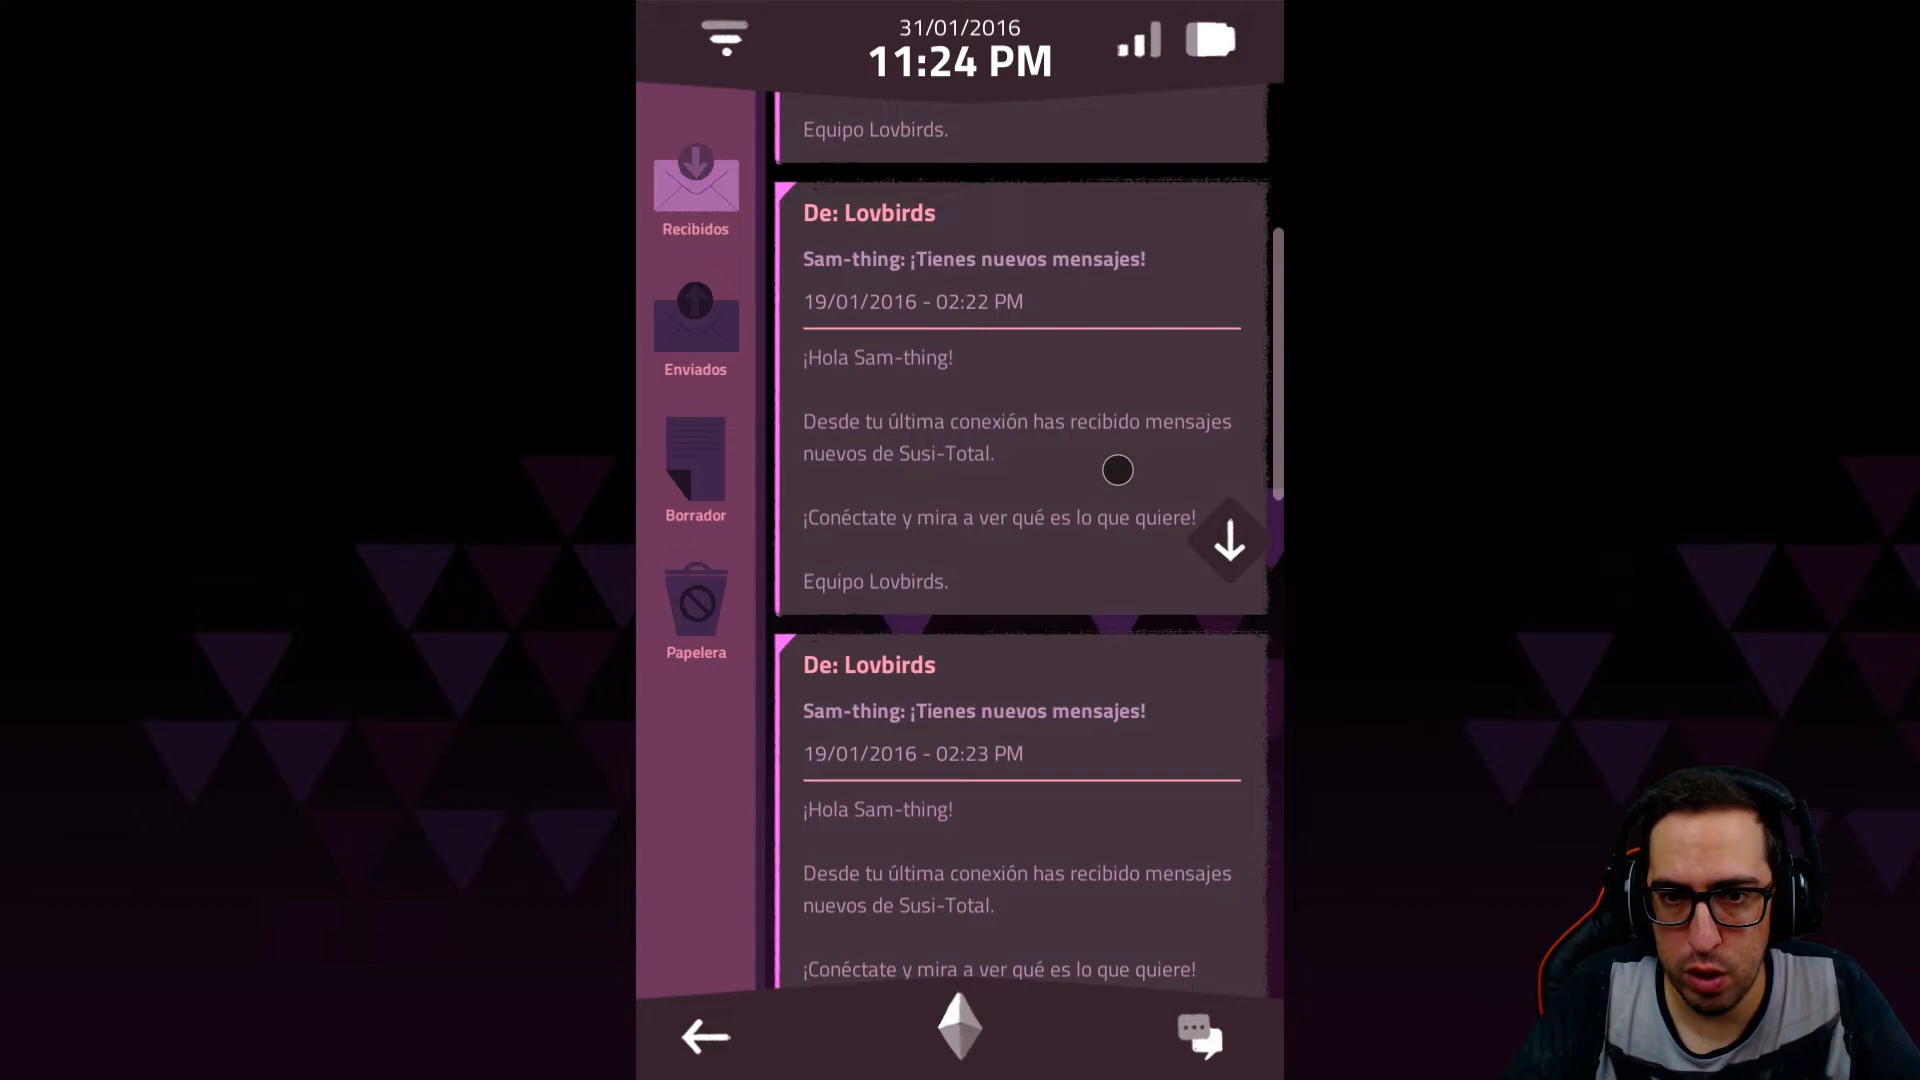 31/01/2016
11:24 PM
Equipo Lovbirds.
Recibidos
Enviados
Borrador
Papelera
De: Lovbirds
Sam-thing: ¡Tienes nuevos mensajes!
19/01/2016 - 02:22 PM
¡Hola Sam-thing!
Desde tu última conexión has recibido mensajes
nuevos de Susi-Total.
¡Conéctate y mira a ver qué es lo que quiere!
Equipo Lovbirds.
De: Lovbirds
Sam-thing: ¡Tienes nuevos mensajes!
19/01/2016 - 02:23 PM
¡Hola Sam-thing!
Desde tu última conexión has recibido mensajes
nuevos de Susi-Total.
¡Conéctate y mira a ver qué es lo que quiere!